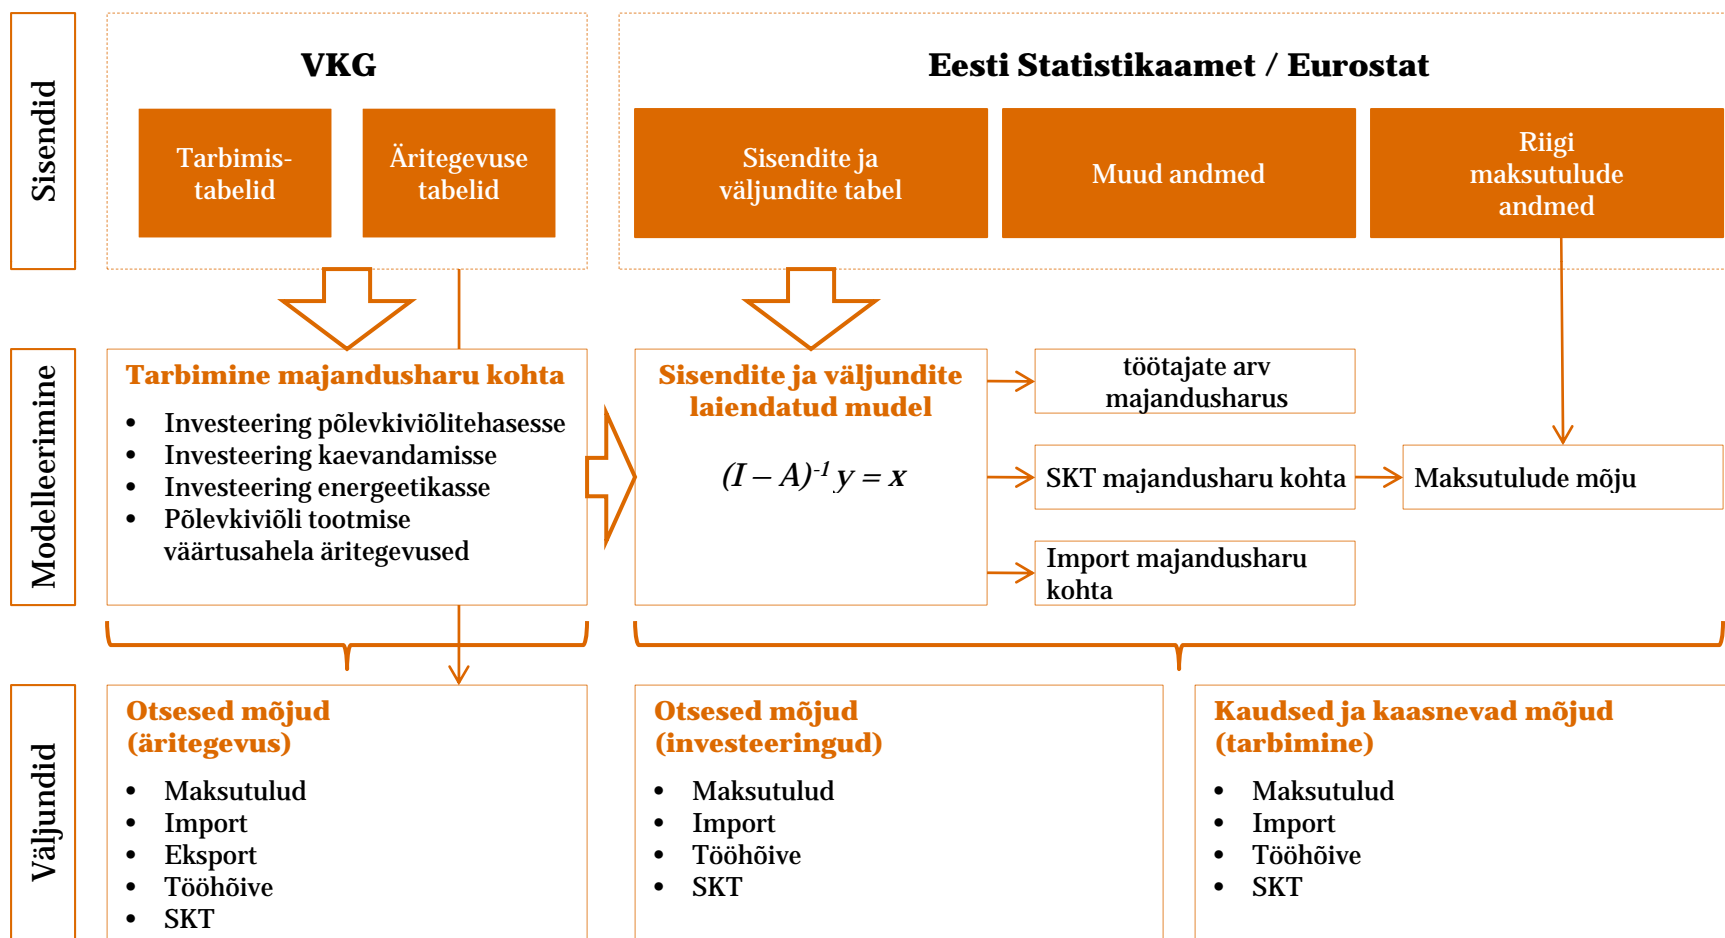 Sisendid
VKG
Tarbimis-
tabelid
Äritegevuse
tabelid
Eesti Statistikaamet / Eurostat
Sisendite ja
väljundite tabel
Muud andmed
Riigi
maksutulude
andmed
Modelleerimine
Tarbimine majandusharu kohta
• Investeering põlevkiviõlitehasesse
• Investeering kaevandamisse
• Investeering energeetikasse
• Põlevkiviõli tootmise
väärtusahela äritegevused
Sisendite ja väljundite
laiendatud mudel
(I – A)⁻¹ y = x
töötajate arv
majandusharus
SKT majandusharu kohta
Import majandusharu
kohta
Maksutulude mõju
Väljundid
Otsesed mõjud
(äritegevus)
• Maksutulud
• Import
• Eksport
• Tööhõive
• SKT
Otsesed mõjud
(investeeringud)
• Maksutulud
• Import
• Tööhõive
• SKT
Kaudsed ja kaasnevad mõjud
(tarbimine)
• Maksutulud
• Import
• Tööhõive
• SKT